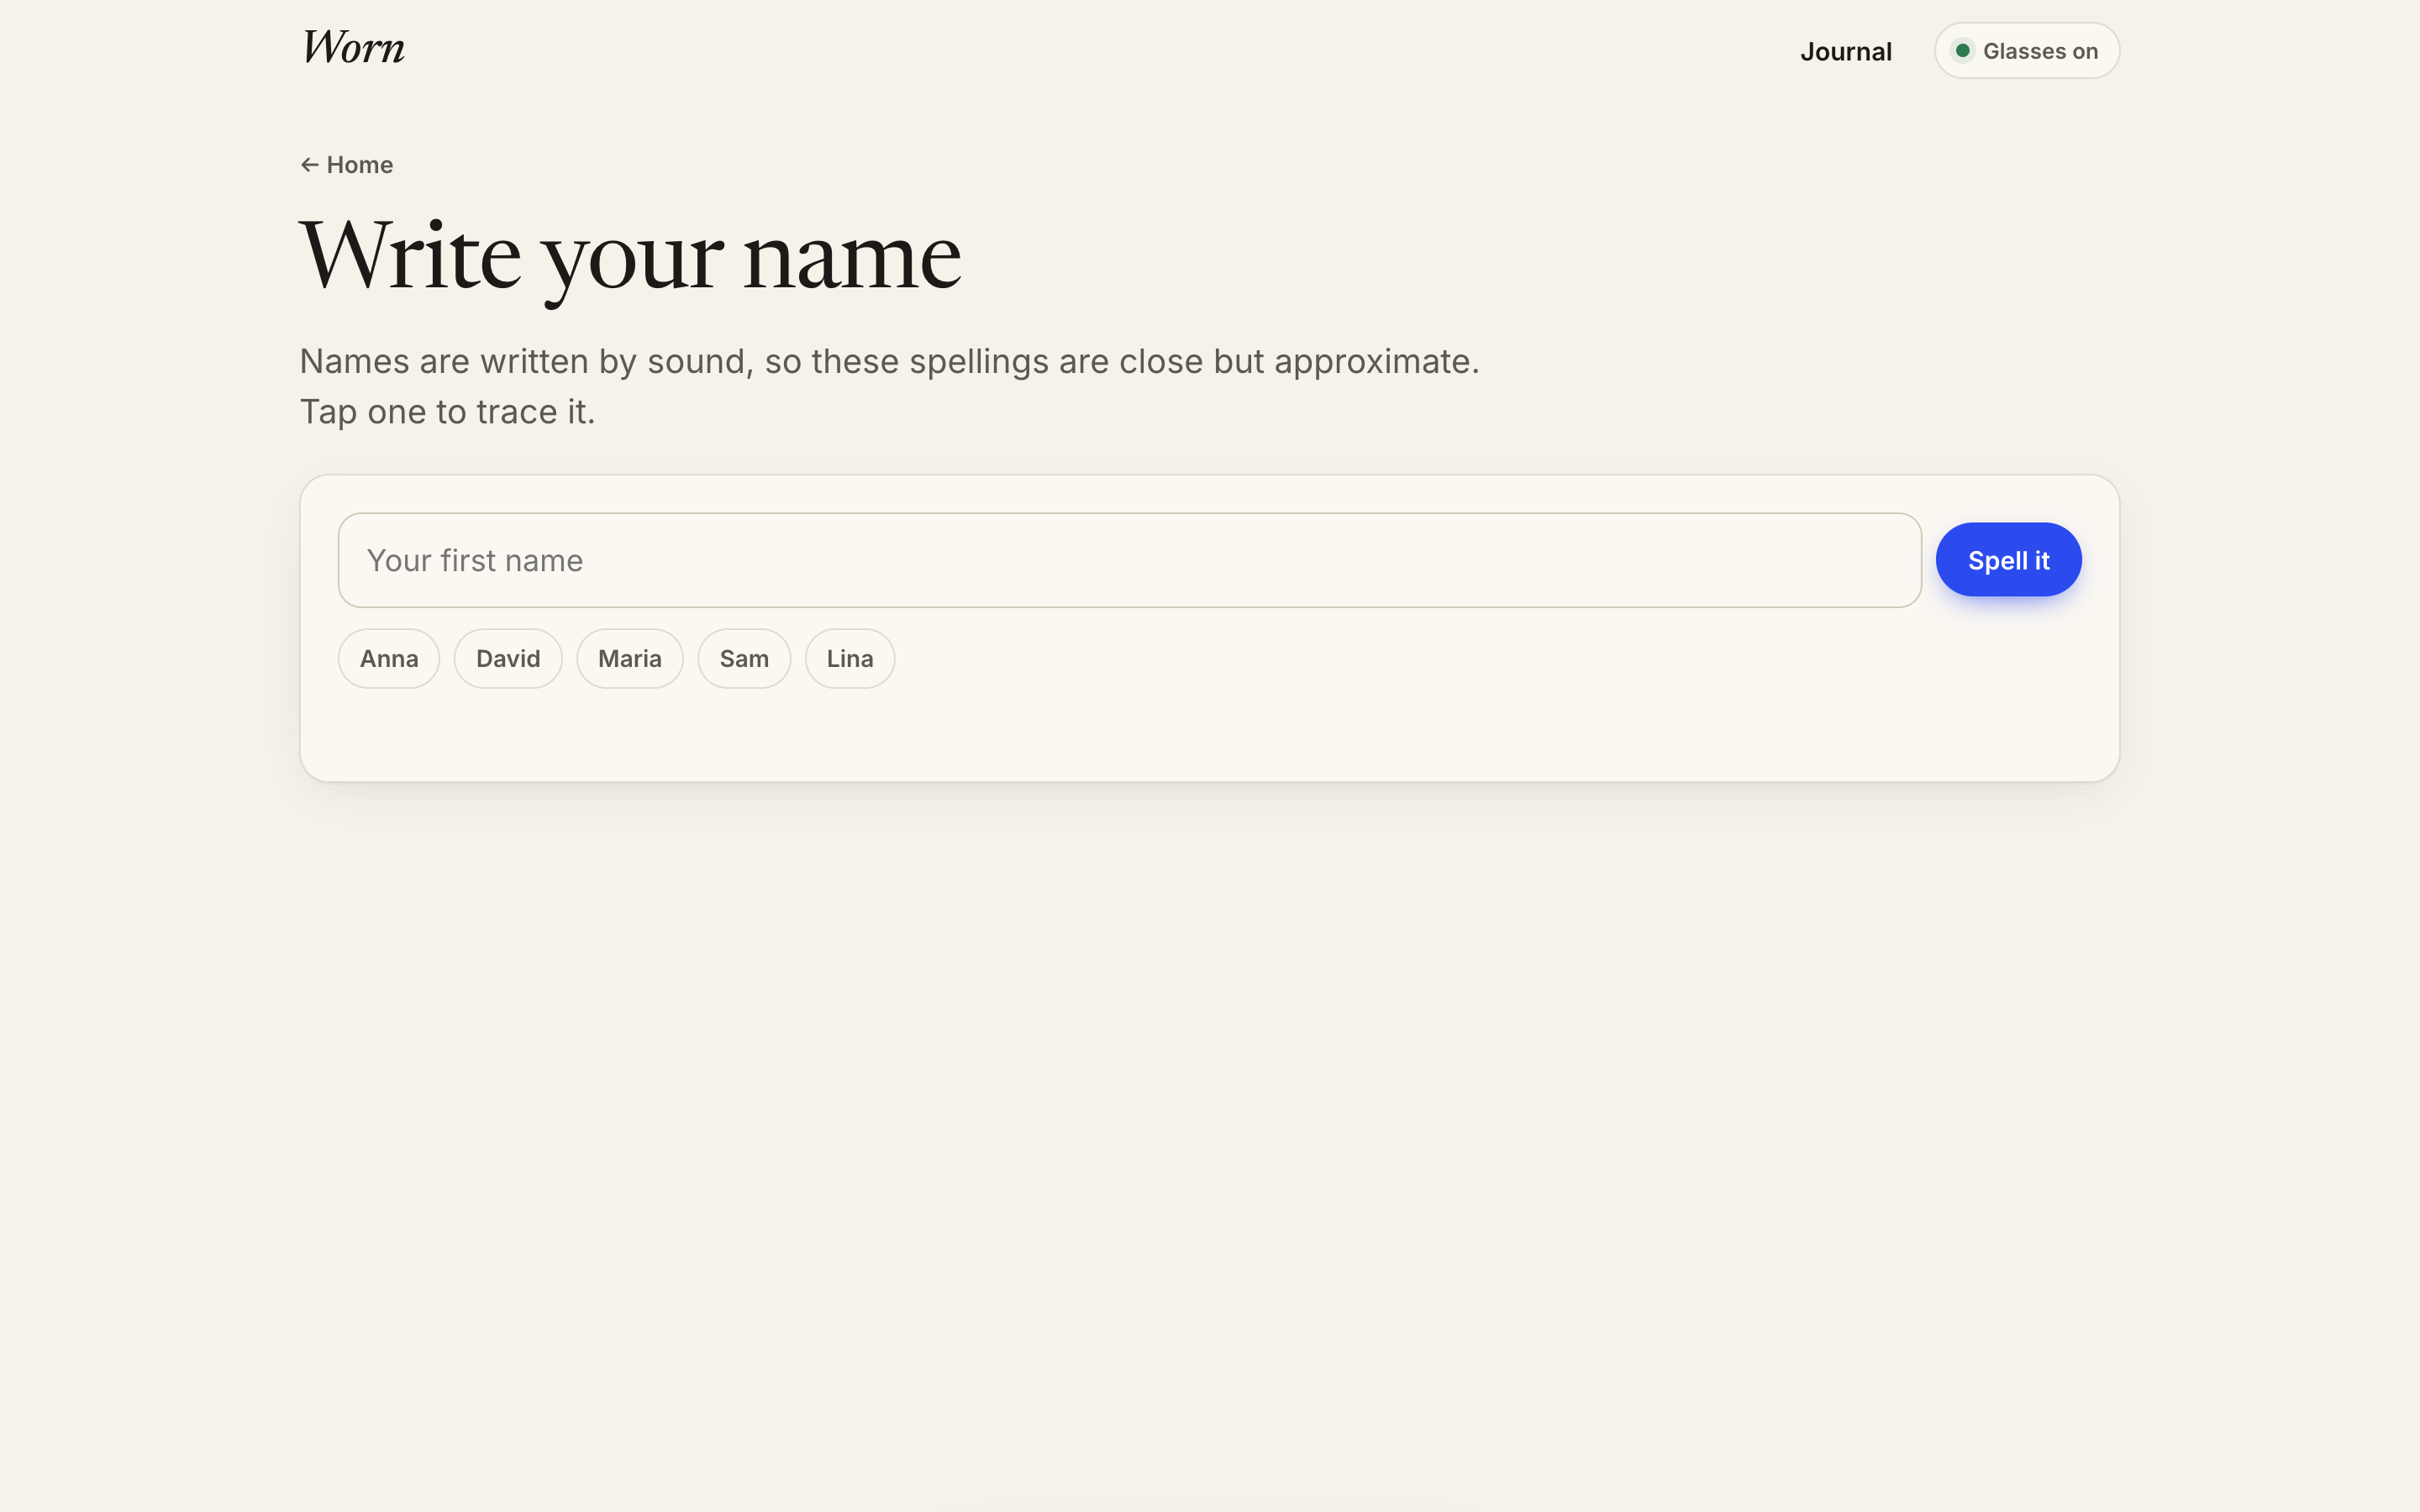 Worn
Journal
Glasses on
← Home
Write your name
Names are written by sound, so these spellings are close but approximate.
Tap one to trace it.
Your first name
Spell it
Anna
David
Maria
Sam
Lina